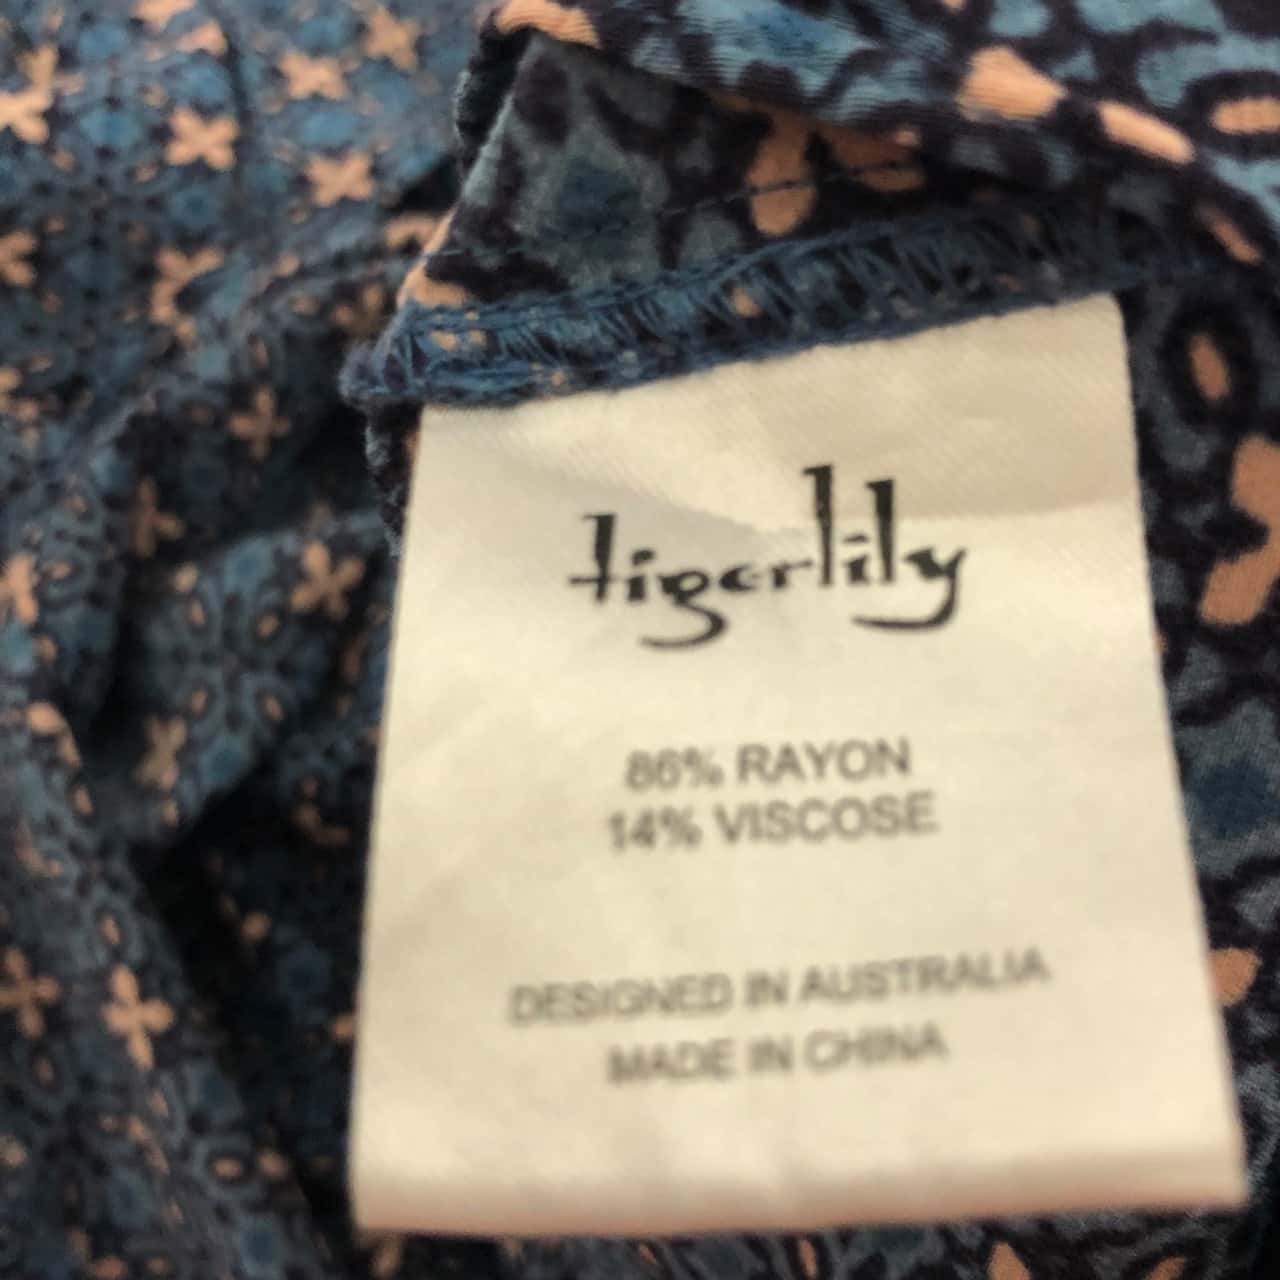 tigerlily
86% RAYON
14% VISCOSE
DESIGNED IN AUSTRALIA
MADE IN CHINA